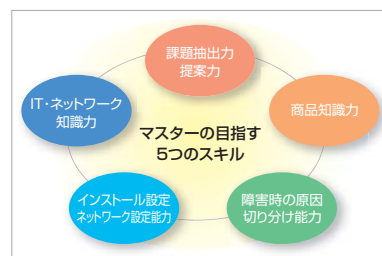 課題抽出力
提案力
IT・ネットワーク
知識力
商品知識力
マスターの目指す
5つのスキル
インストール設定
ネットワーク設定能力
障害時の原因
切り分け能力